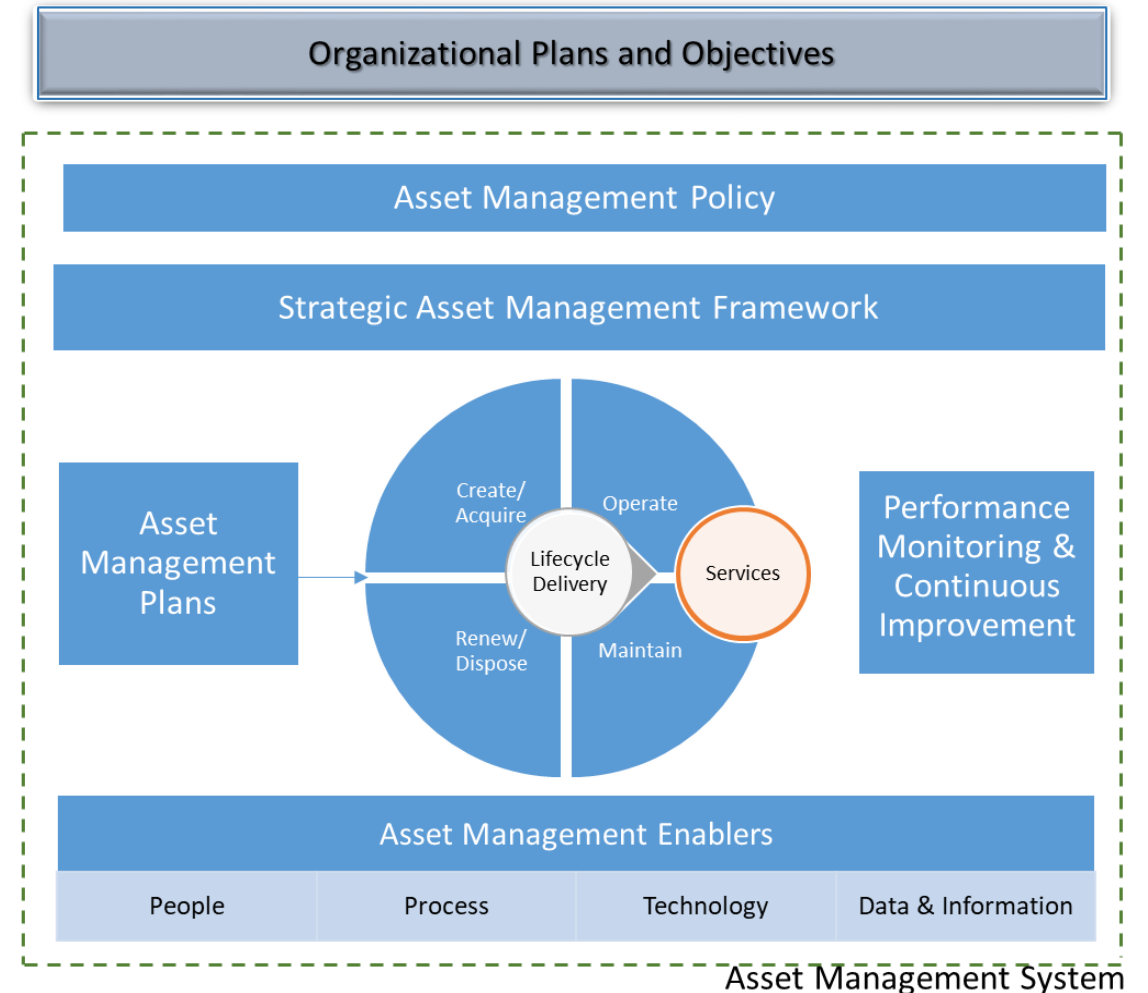 Organizational Plans and Objectives
Asset Management Policy
Strategic Asset Management Framework
Asset
Management
Plans
Create/
Acquire
Operate
Lifecycle
Delivery
Services
Renew/
Dispose
Maintain
Performance
Monitoring &
Continuous
Improvement
Asset Management Enablers
People
Process
Technology
Data & Information
Asset Management System